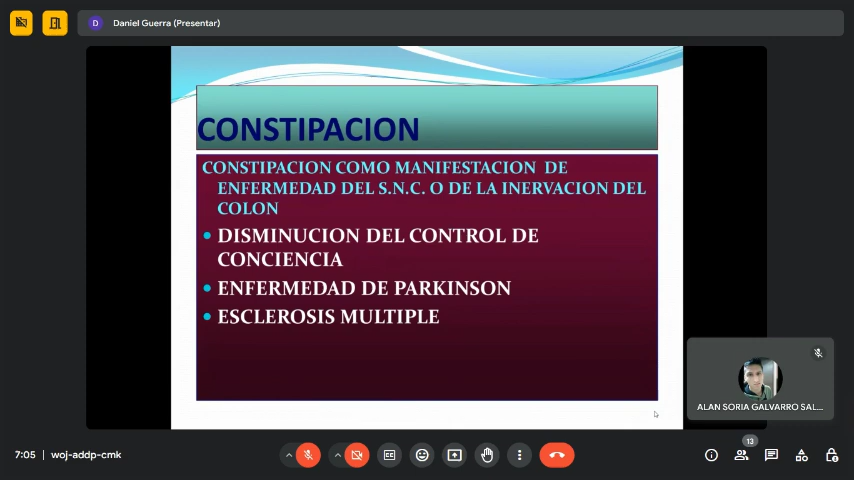 D Daniel Guerra (Presentar)
CONSTIPACION
CONSTIPACION COMO MANIFESTACION DE
ENFERMEDAD DEL S.N.C. O DE LA INERVACION DEL
COLON
• DISMINUCION DEL CONTROL DE
CONCIENCIA
• ENFERMEDAD DE PARKINSON
• ESCLEROSIS MULTIPLE
ALAN SORIA GALVARRO SAL...
7:05 | woj-addp-cmk
13